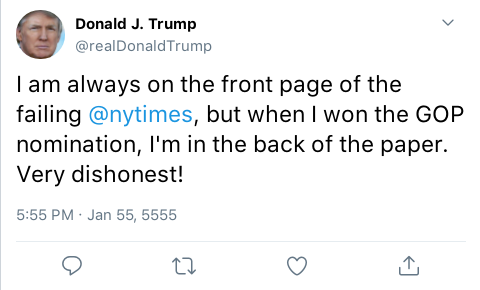 Donald J. Trump
@realDonaldTrump
I am always on the front page of the
failing @nytimes, but when I won the GOP
nomination, I'm in the back of the paper.
Very dishonest!
5:55 PM · Jan 55, 5555